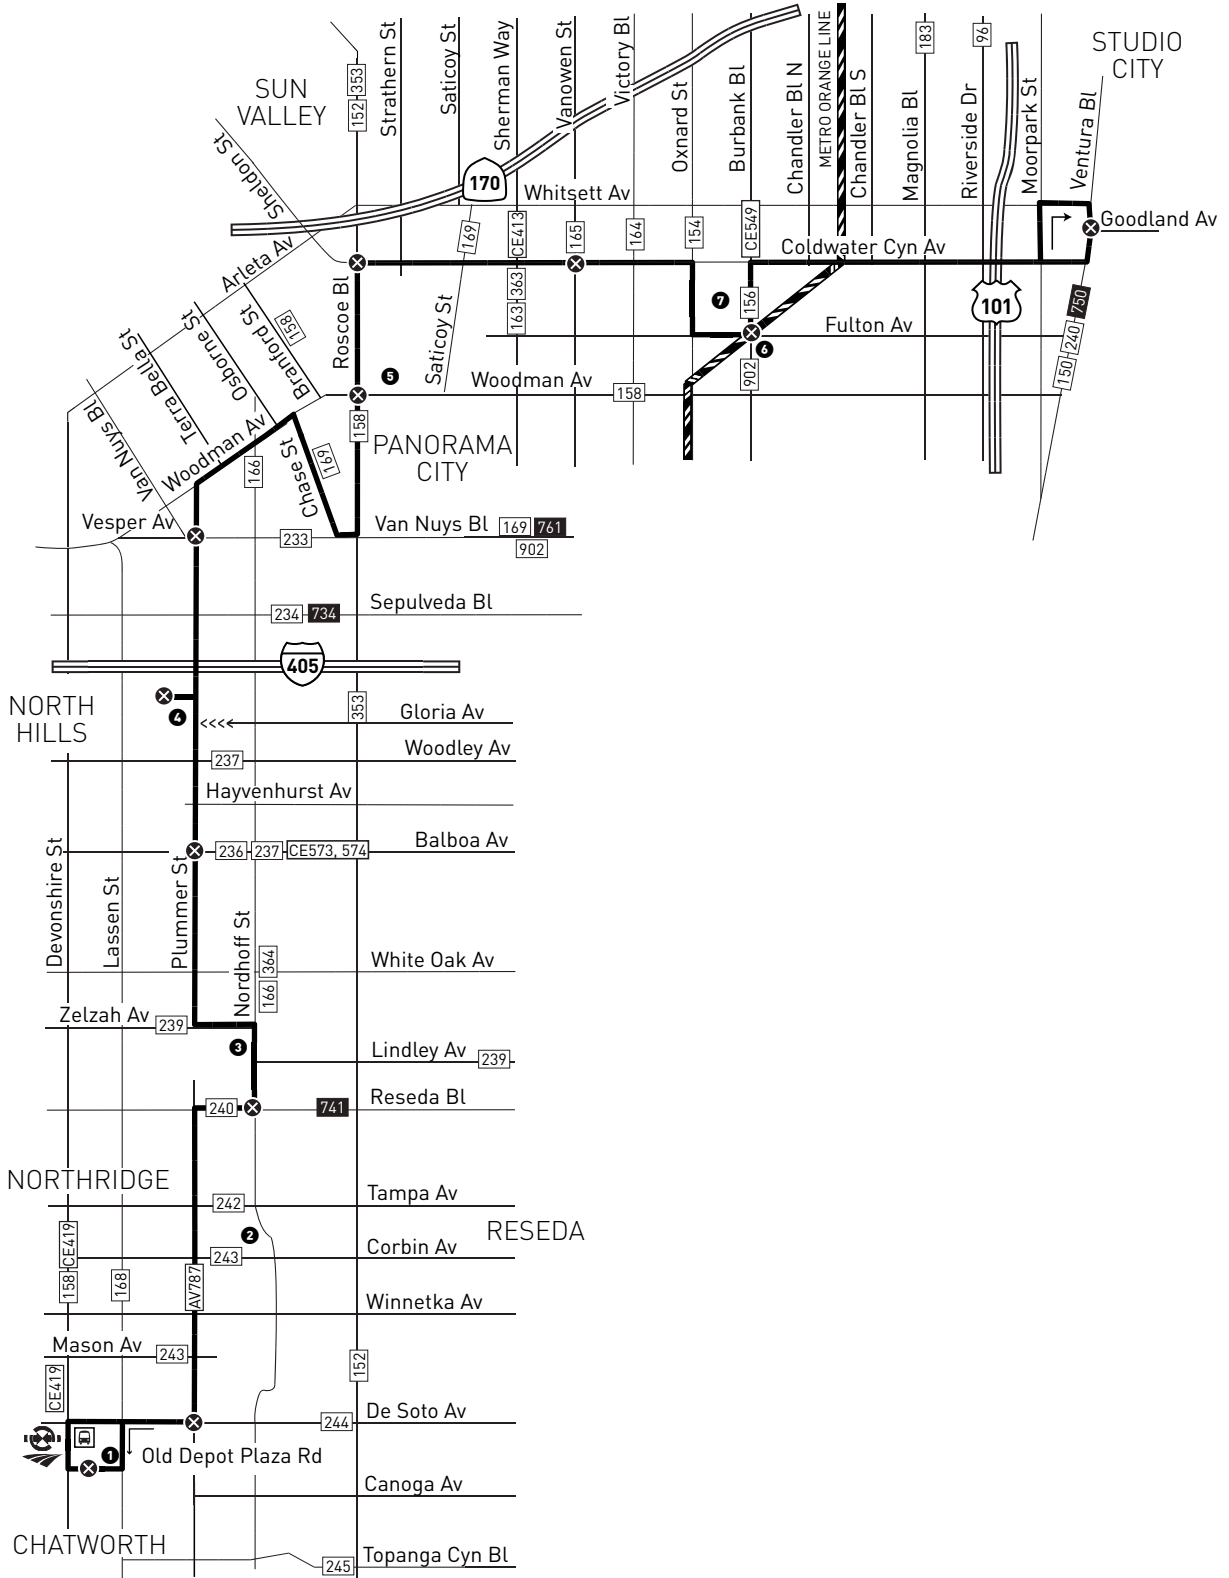 STUDIO
CITY
SUN
VALLEY
353
152
Strathern St
Saticoy St
Sherman Way
Vanowen St
Victory Bl
Oxnard St
Burbank Bl
Chandler Bl N
METRO ORANGE LINE
Chandler Bl S
183
Magnolia Bl
96
Riverside Dr
Moorpark St
Ventura Bl
Sheldon St
170
Whitsett Av
Goodland Av
169
CE413
165
164
154
CE549
Coldwater Cyn Av
Arleta Av
Roscoe Bl
363
163
7
156
101
750
240
150
Fulton Av
6
902
Branford St
158
Osborne St
Terra Bella St
Van Nuys Bl
Saticoy St
5
Woodman Av
158
158
PANORAMA
CITY
Woodman Av
166
Chase St
169
Vesper Av
233
Van Nuys Bl
169
761
902
234
734
Sepulveda Bl
405
NORTH
HILLS
4
<<<
353
Gloria Av
237
Woodley Av
Hayvenhurst Av
236
237
CE573, 574
Balboa Av
Devonshire St
Lassen St
Plummer St
Nordhoff St
364
166
White Oak Av
Zelzah Av
239
3
Lindley Av
239
240
741
Reseda Bl
NORTHRIDGE
242
Tampa Av
RESEDA
2
CE419
158
168
AV787
243
Corbin Av
Winnetka Av
Mason Av
243
152
CE419
244
De Soto Av
1
Old Depot Plaza Rd
Canoga Av
CHATWORTH
245
Topanga Cyn Bl